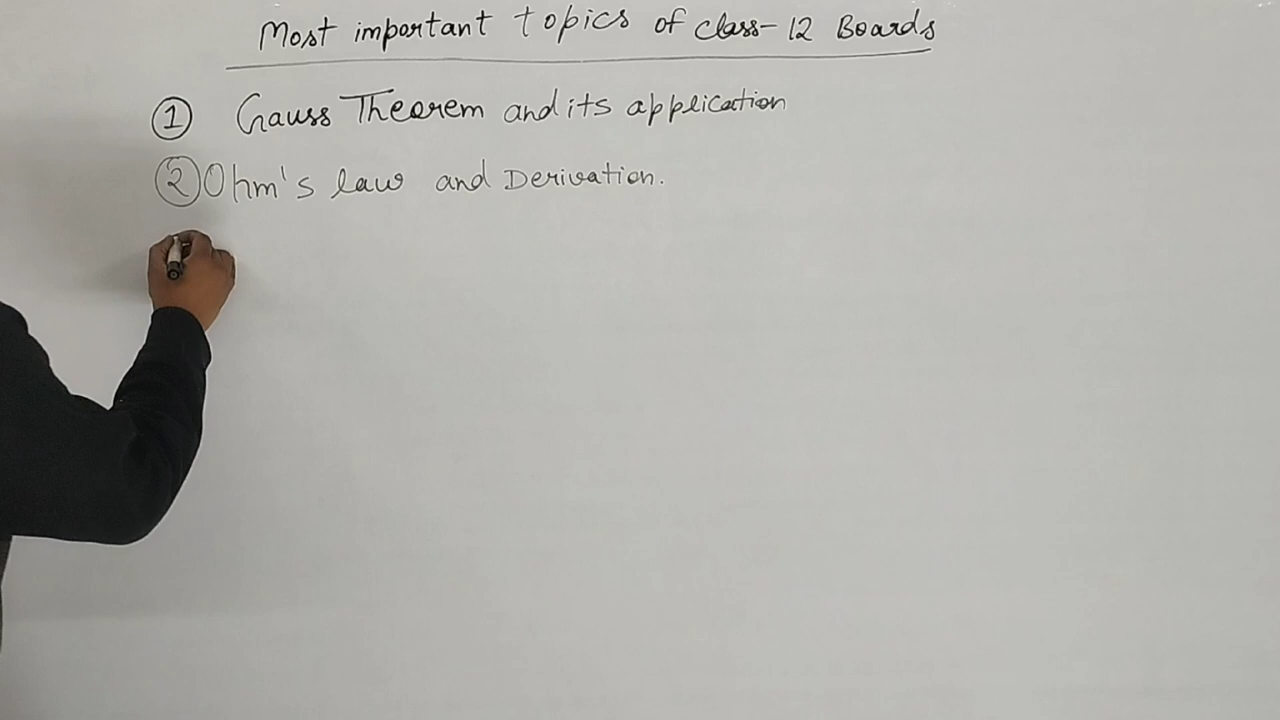 Most important topics of class-12 Boards
① Gauss Theorem and its application
② Ohm's law and Derivation.